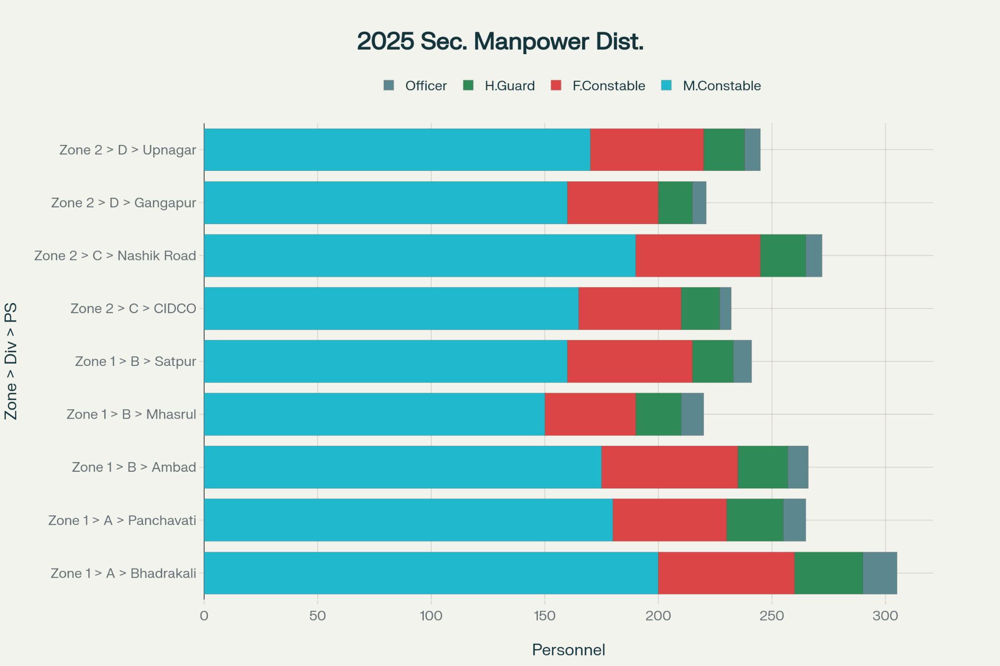 2025 Sec. Manpower Dist.
Officer H.Guard F.Constable M.Constable
Zone > Div > PS
Zone 2 > D > Upnagar
Zone 2 > D > Gangapur
Zone 2 > C > Nashik Road
Zone 2 > C > CIDCO
Zone 1 > B > Satpur
Zone 1 > B > Mhasrul
Zone 1 > B > Ambad
Zone 1 > A > Panchavati
Zone 1 > A > Bhadrakali
0 50 100 150 200 250 300
Personnel